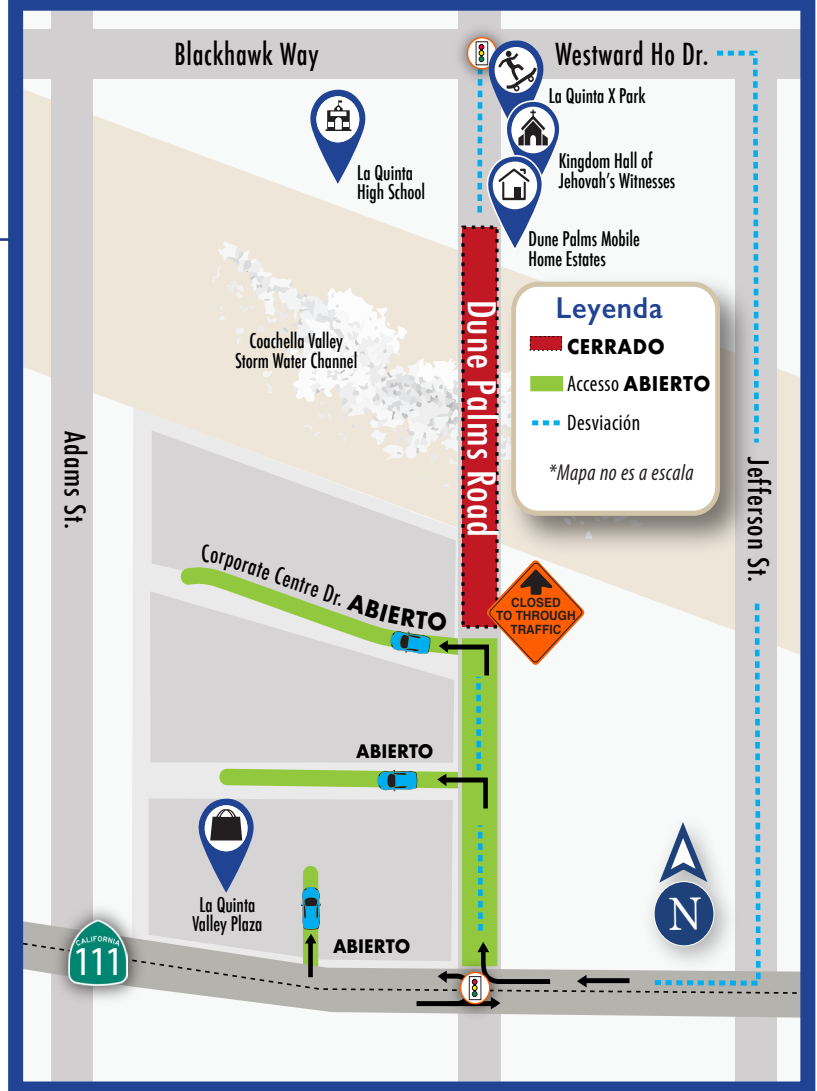 Blackhawk Way
Westward Ho Dr.
La Quinta X Park
La Quinta
High School
Kingdom Hall of
Jehovah's Witnesses
Dune Palms Mobile
Home Estates
Coachella Valley
Storm Water Channel
Dune Palms Road
Leyenda
CERRADO
Accesso ABIERTO
Desviación
*Mapa no es a escala
Adams St.
Jefferson St.
Corporate Centre Dr. ABIERTO
CLOSED
TO THROUGH
TRAFFIC
ABIERTO
La Quinta
Valley Plaza
ABIERTO
N
CALIFORNIA
111